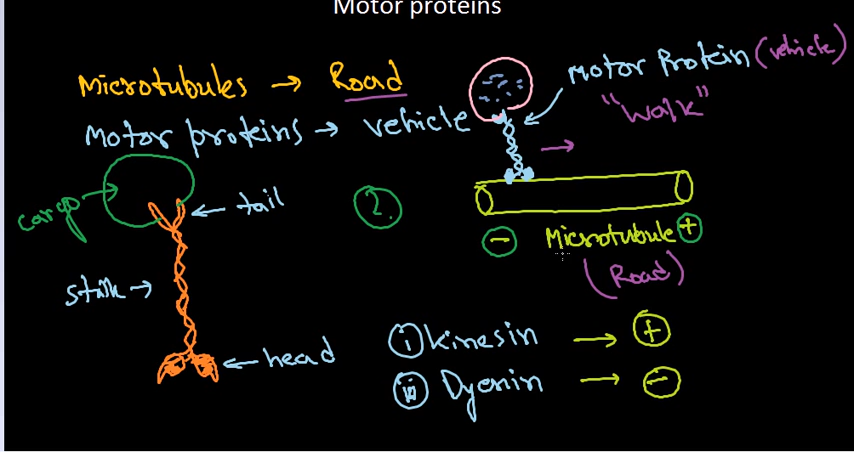 Motor proteins
Microtubules → Road
Motor proteins → vehicle
Motor Protein (vehicle)
"Walk"
cargo
tail
2.
stalk →
head
- Microtubule +
(Road)
i) kinesin → +
ii) Dyenin → -